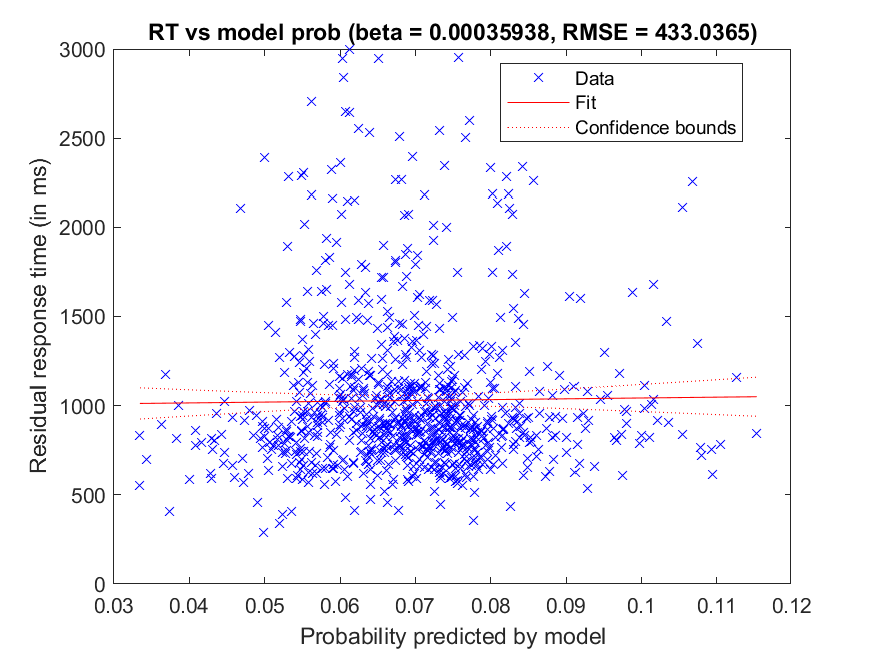 RT vs model prob (beta = 0.00035938, RMSE = 433.0365)
3000
2500
2000
1500
1000
500
0
Residual response time (in ms)
Data
Fit
Confidence bounds
0.03 0.04 0.05 0.06 0.07 0.08 0.09 0.1 0.11 0.12
Probability predicted by model